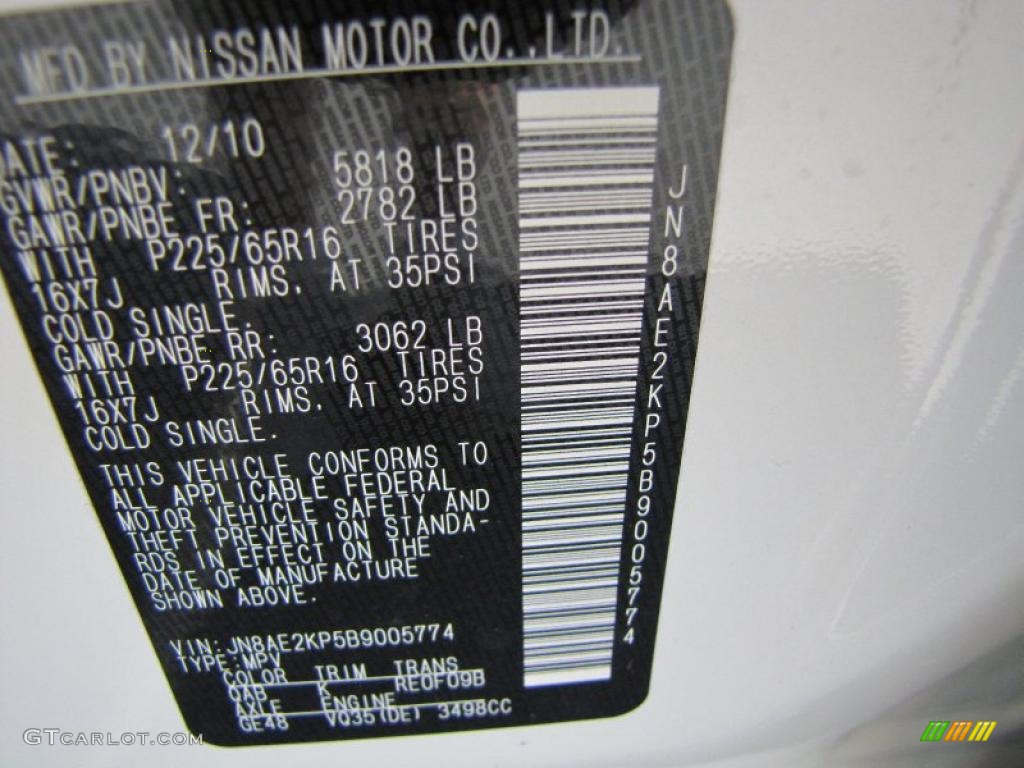 MFD BY NISSAN MOTOR CO.,LTD.
DATE: 12/10
GVWR/PNBV: 5818 LB
GAWR/PNBE FR: 2782 LB
WITH P225/65R16 TIRES
16X7J RIMS. AT 35PSI
COLD SINGLE.
GAWR/PNBE RR: 3062 LB
WITH P225/65R16 TIRES
16X7J RIMS. AT 35PSI
COLD SINGLE.
THIS VEHICLE CONFORMS TO
ALL APPLICABLE FEDERAL
MOTOR VEHICLE SAFETY AND
THEFT PREVENTION STANDA-
RDS IN EFFECT ON THE
DATE OF MANUFACTURE
SHOWN ABOVE.
VIN:JN8AE2KP5B9005774
TYPE:MPV
COLOR TRIM TRANS
QAB K RE0F09B
AXLE ENGINE
GE48 VQ35(DE) 3498CC
JN8AE2KP5B9005774
GTCARLOT.COM